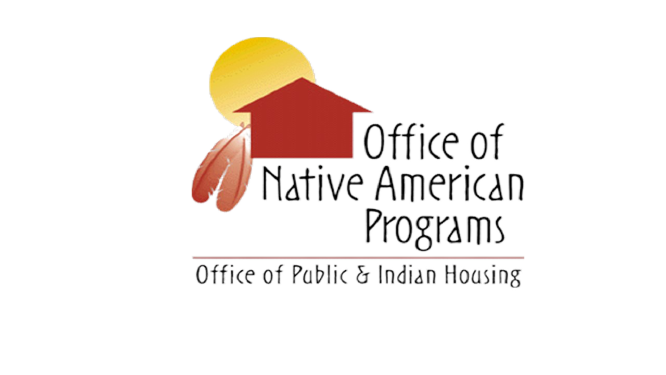 Office of
Native American
Programs
Office of Public & Indian Housing